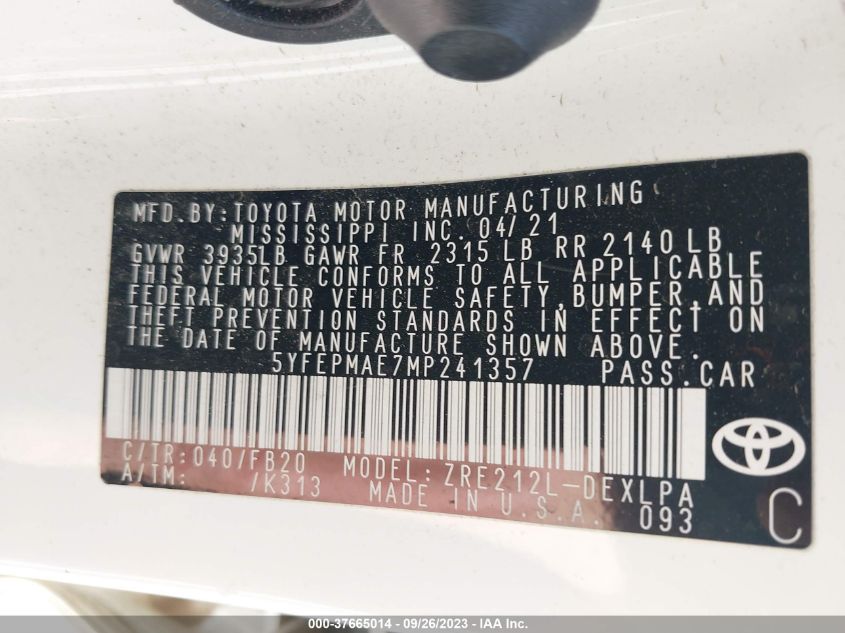 MFD.BY:TOYOTA MOTOR MANUFACTURING
MISSISSIPPI INC. 04/21
GVWR 3935LB GAWR FR 2315 LB RR 2140 LB
THIS VEHICLE CONFORMS TO ALL APPLICABLE
FEDERAL MOTOR VEHICLE SAFETY,BUMPER,AND
THEFT PREVENTION STANDARDS IN EFFECT ON
THE DATE OF MANUFACTURE SHOWN ABOVE.
5YFEPMAE7MP241357 PASS.CAR
C/TR:040/FB20 MODEL:ZRE212L-DEXLPA
A/TM: /K313 MADE IN U.S.A. 093
C
000-37665014 - 09/26/2023 - IAA Inc.